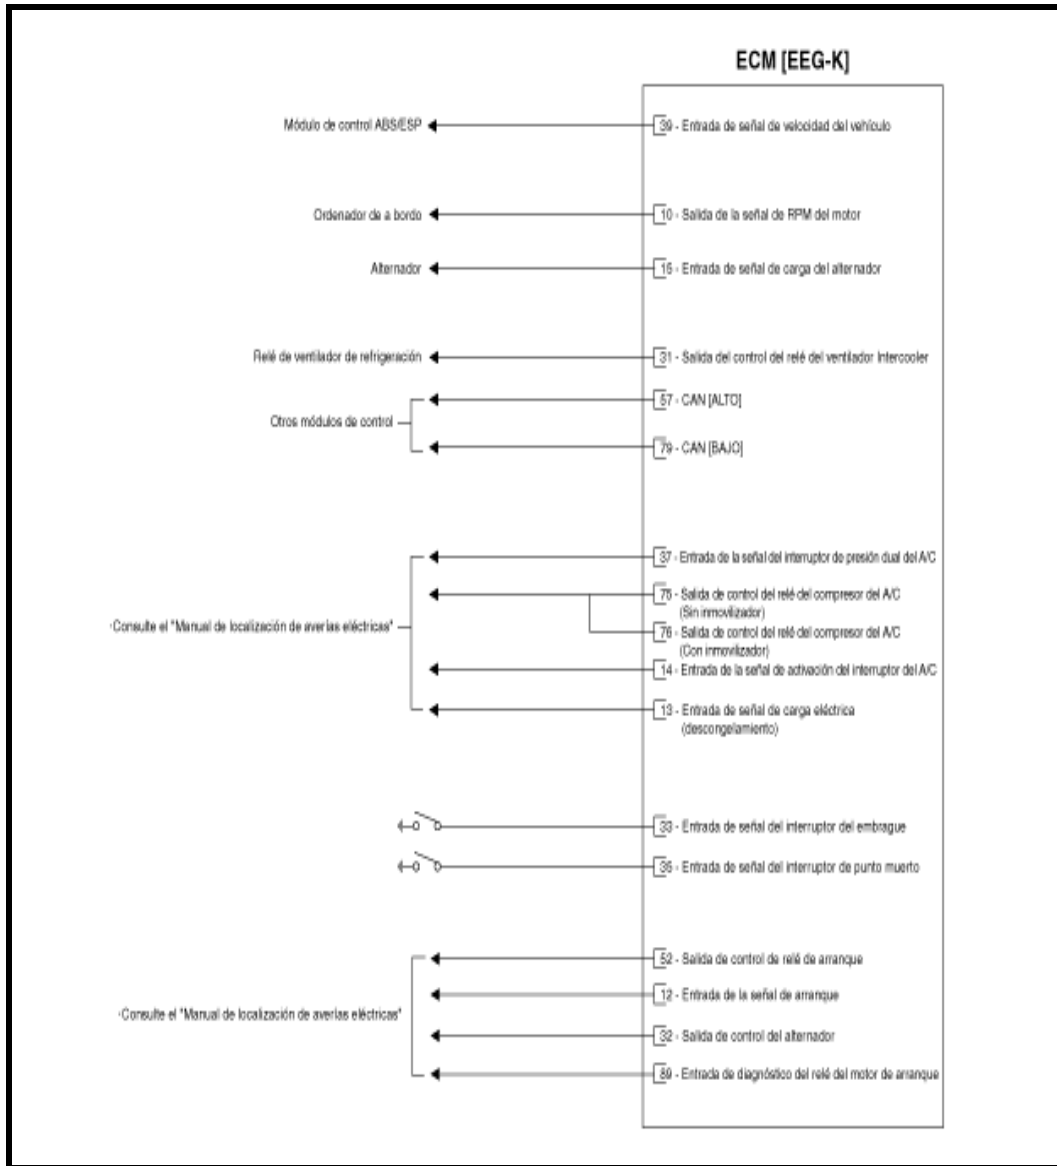 ECM [EEG-K]
Módulo de control ABS/ESP
39 - Entrada de señal de velocidad del vehículo
Ordenador de a bordo
10 - Salida de la señal de RPM del motor
Alternador
15 - Entrada de señal de carga del alternador
Relé de ventilador de refrigeración
31 - Salida del control del relé del ventilador Intercooler
Otros módulos de control
57 - CAN [ALTO]
79 - CAN [BAJO]
·Consulte el "Manual de localización de averías eléctricas"
37 - Entrada de la señal del interruptor de presión dual del A/C
75 - Salida de control del relé del compresor del A/C
(Sin inmovilizador)
76 - Salida de control del relé del compresor del A/C
(Con inmovilizador)
14 - Entrada de la señal de activación del interruptor del A/C
13 - Entrada de señal de carga eléctrica
(descongelamiento)
33 - Entrada de señal del interruptor del embrague
35 - Entrada de señal del interruptor de punto muerto
·Consulte el "Manual de localización de averías eléctricas"
52 - Salida de control de relé de arranque
12 - Entrada de la señal de arranque
32 - Salida de control del alternador
89 - Entrada de diagnóstico del relé del motor de arranque